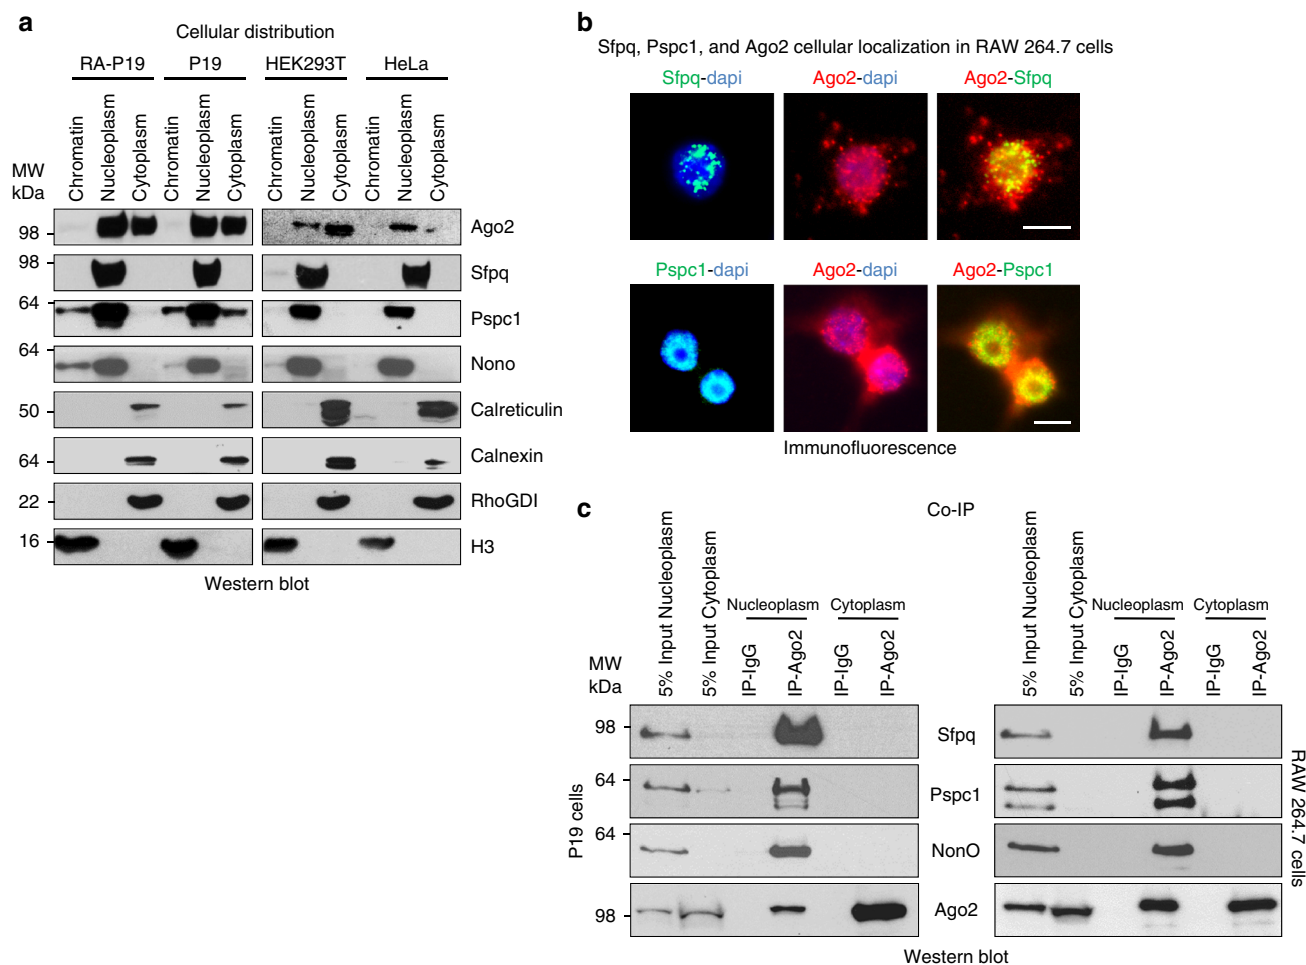 a
Cellular distribution
RA-P19 P19 HEK293T HeLa
Chromatin Nucleoplasm Cytoplasm Chromatin Nucleoplasm Cytoplasm Chromatin Nucleoplasm Cytoplasm Chromatin Nucleoplasm Cytoplasm
MW
kDa
98 Ago2
98 Sfpq
64 Pspc1
64 Nono
50 Calreticulin
64 Calnexin
22 RhoGDI
16 H3
Western blot
b
Sfpq, Pspc1, and Ago2 cellular localization in RAW 264.7 cells
Sfpq-dapi Ago2-dapi Ago2-Sfpq
Pspc1-dapi Ago2-dapi Ago2-Pspc1
Immunofluorescence
c
Co-IP
5% Input Nucleoplasm 5% Input Cytoplasm Nucleoplasm Cytoplasm 5% Input Nucleoplasm 5% Input Cytoplasm Nucleoplasm Cytoplasm
IP-IgG IP-Ago2 IP-IgG IP-Ago2 IP-IgG IP-Ago2 IP-IgG IP-Ago2
MW
kDa
98 Sfpq
64 Pspc1
64 NonO
98 Ago2
P19 cells
RAW 264.7 cells
Western blot